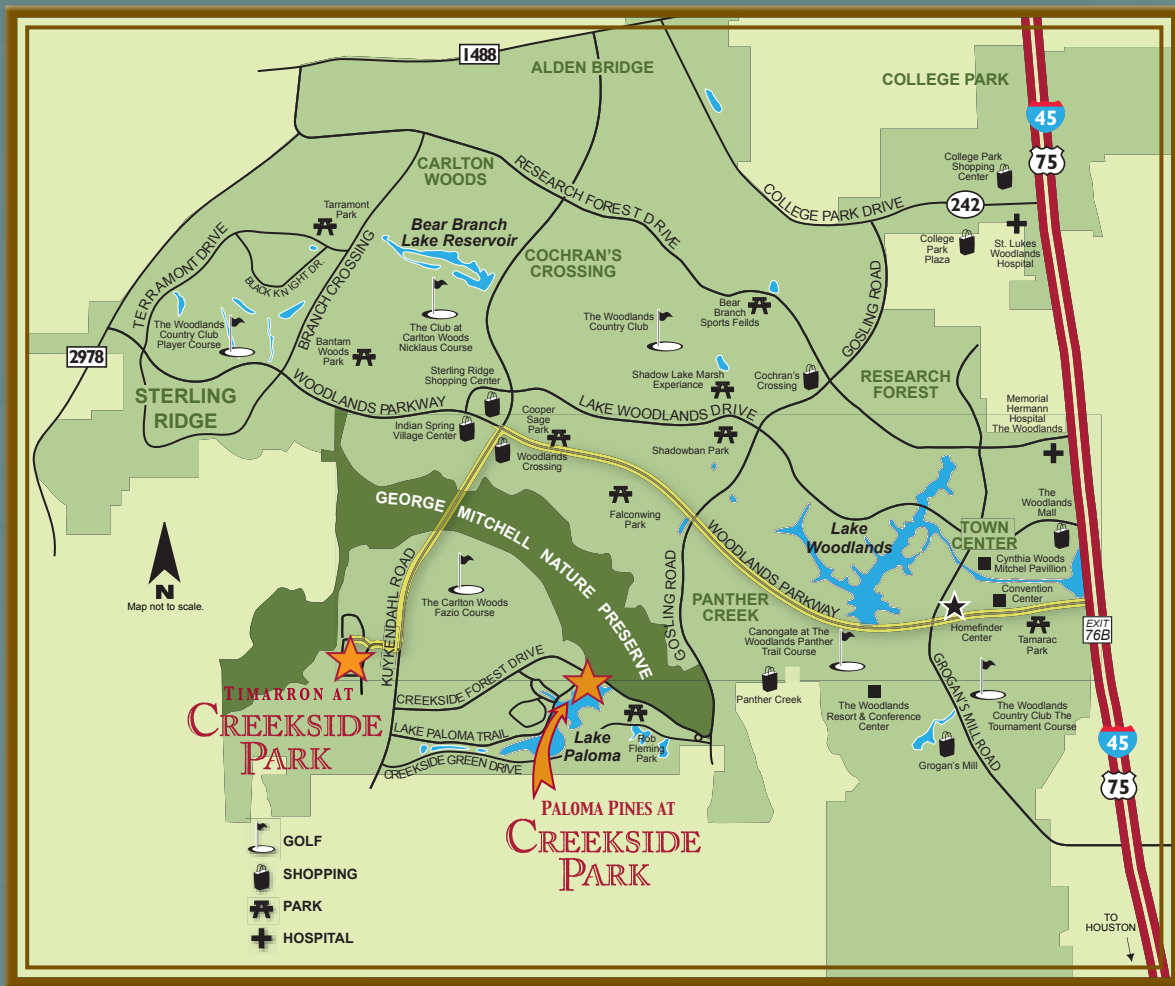 1488
ALDEN BRIDGE
COLLEGE PARK
45
75
CARLTON
WOODS
RESEARCH FOREST DRIVE
College Park
Shopping
Center
COLLEGE PARK DRIVE
242
Tarramont
Park
Bear Branch
Lake Reservoir
College
Park
Plaza
St. Lukes
Woodlands
Hospital
TERRAMONT DRIVE
BLACK KNIGHT DR.
BRANCH CROSSING
COCHRAN'S
CROSSING
GOSLING ROAD
The Woodlands
Country Club
Player Course
The Club at
Carlton Woods
Nicklaus Course
The Woodlands
Country Club
Bear
Branch
Sports Feilds
2978
Bantam
Woods
Park
Sterling Ridge
Shopping Center
Shadow Lake Marsh
Experiance
Cochran's
Crossing
RESEARCH
FOREST
STERLING
RIDGE
WOODLANDS PARKWAY
LAKE WOODLANDS DRIVE
Memorial
Hermann
Hospital
The Woodlands
Indian Spring
Village Center
Cooper
Sage
Park
Woodlands
Crossing
Shadowban Park
GEORGE MITCHELL NATURE PRESERVE
Falconwing
Park
The
Woodlands
Mall
Lake
Woodlands
TOWN
CENTER
WOODLANDS PARKWAY
Cynthia Woods
Mitchel Pavillion
N
Map not to scale.
KUYKENDAHL ROAD
The Carlton Woods
Fazio Course
GOSLING ROAD
PANTHER
CREEK
Convention
Center
Homefinder
Center
Tamarac
Park
EXIT
76B
Canongate at The
Woodlands Panther
Trail Course
TIMARRON AT
CREEKSIDE
PARK
CREEKSIDE FOREST DRIVE
Panther Creek
The Woodlands
Resort & Conference
Center
GROGAN'S MILL ROAD
The Woodlands
Country Club The
Tournament Course
LAKE PALOMA TRAIL
Lake
Paloma
Rob
Fleming
Park
CREEKSIDE GREEN DRIVE
Grogan's Mill
45
75
PALOMA PINES AT
CREEKSIDE
PARK
GOLF
SHOPPING
PARK
HOSPITAL
TO
HOUSTON